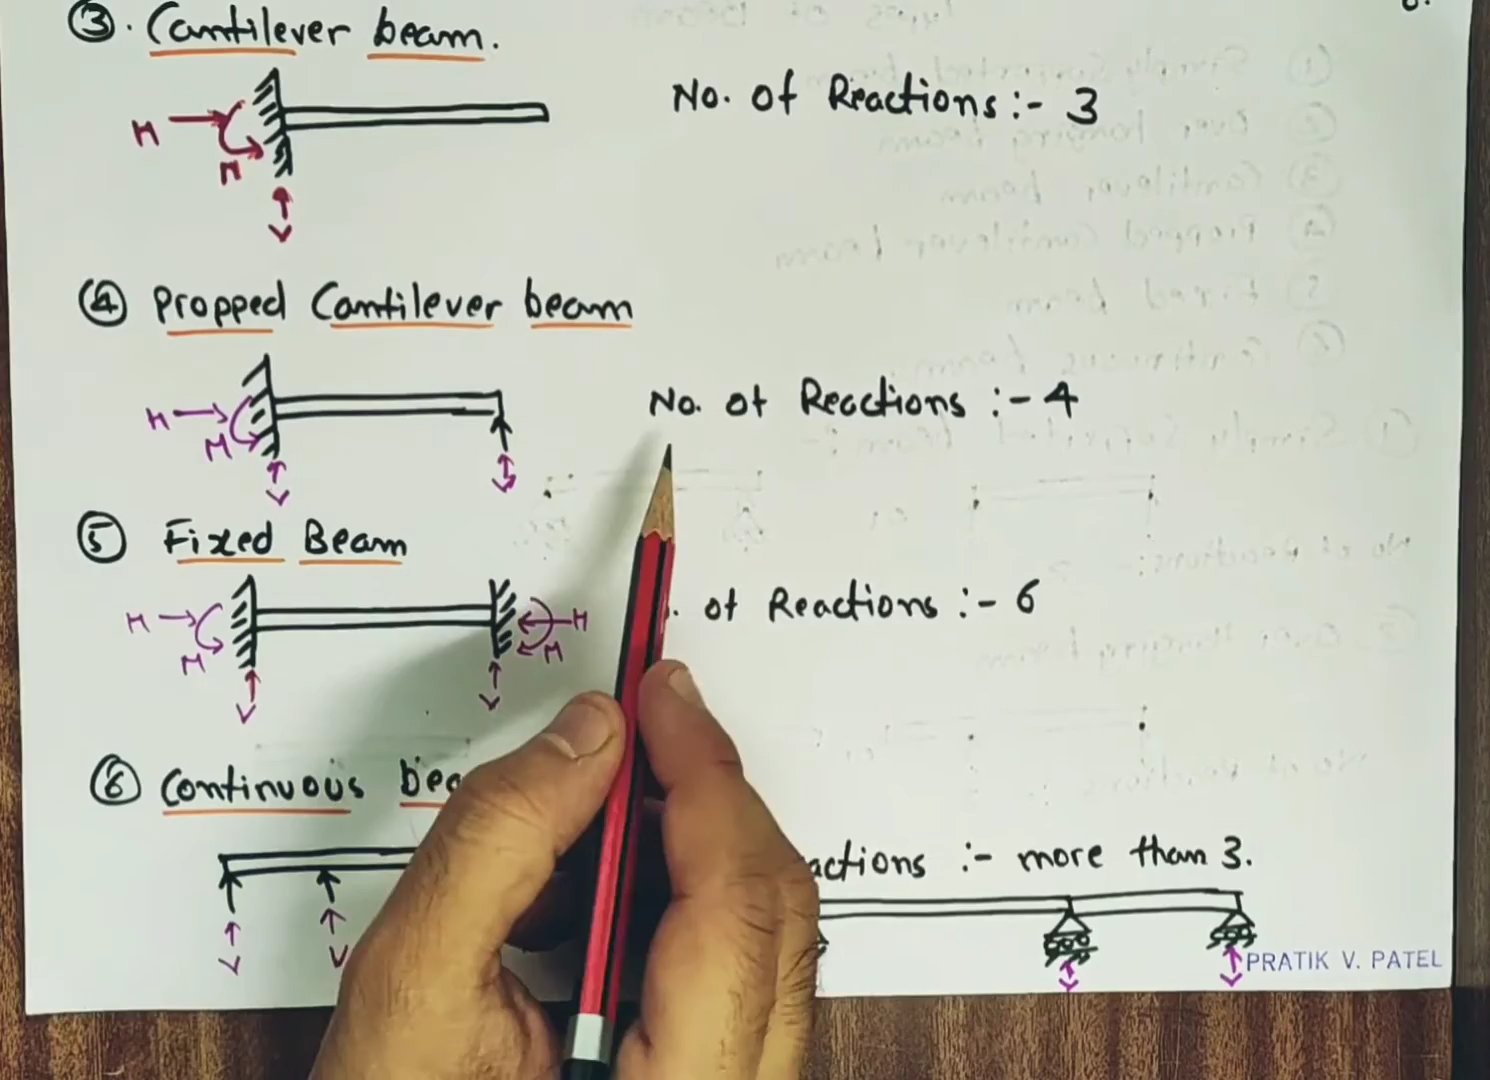 ③. Cantilever beam.
No. of Reactions :- 3
H
M
V
④ Propped Cantilever beam
No. of Reactions :- 4
H
M
V
V
⑤ Fixed Beam
of Reactions :- 6
H
M
V
H
M
V
⑥ Continuous
actions :- more than 3.
V
V
PRATIK V. PATEL